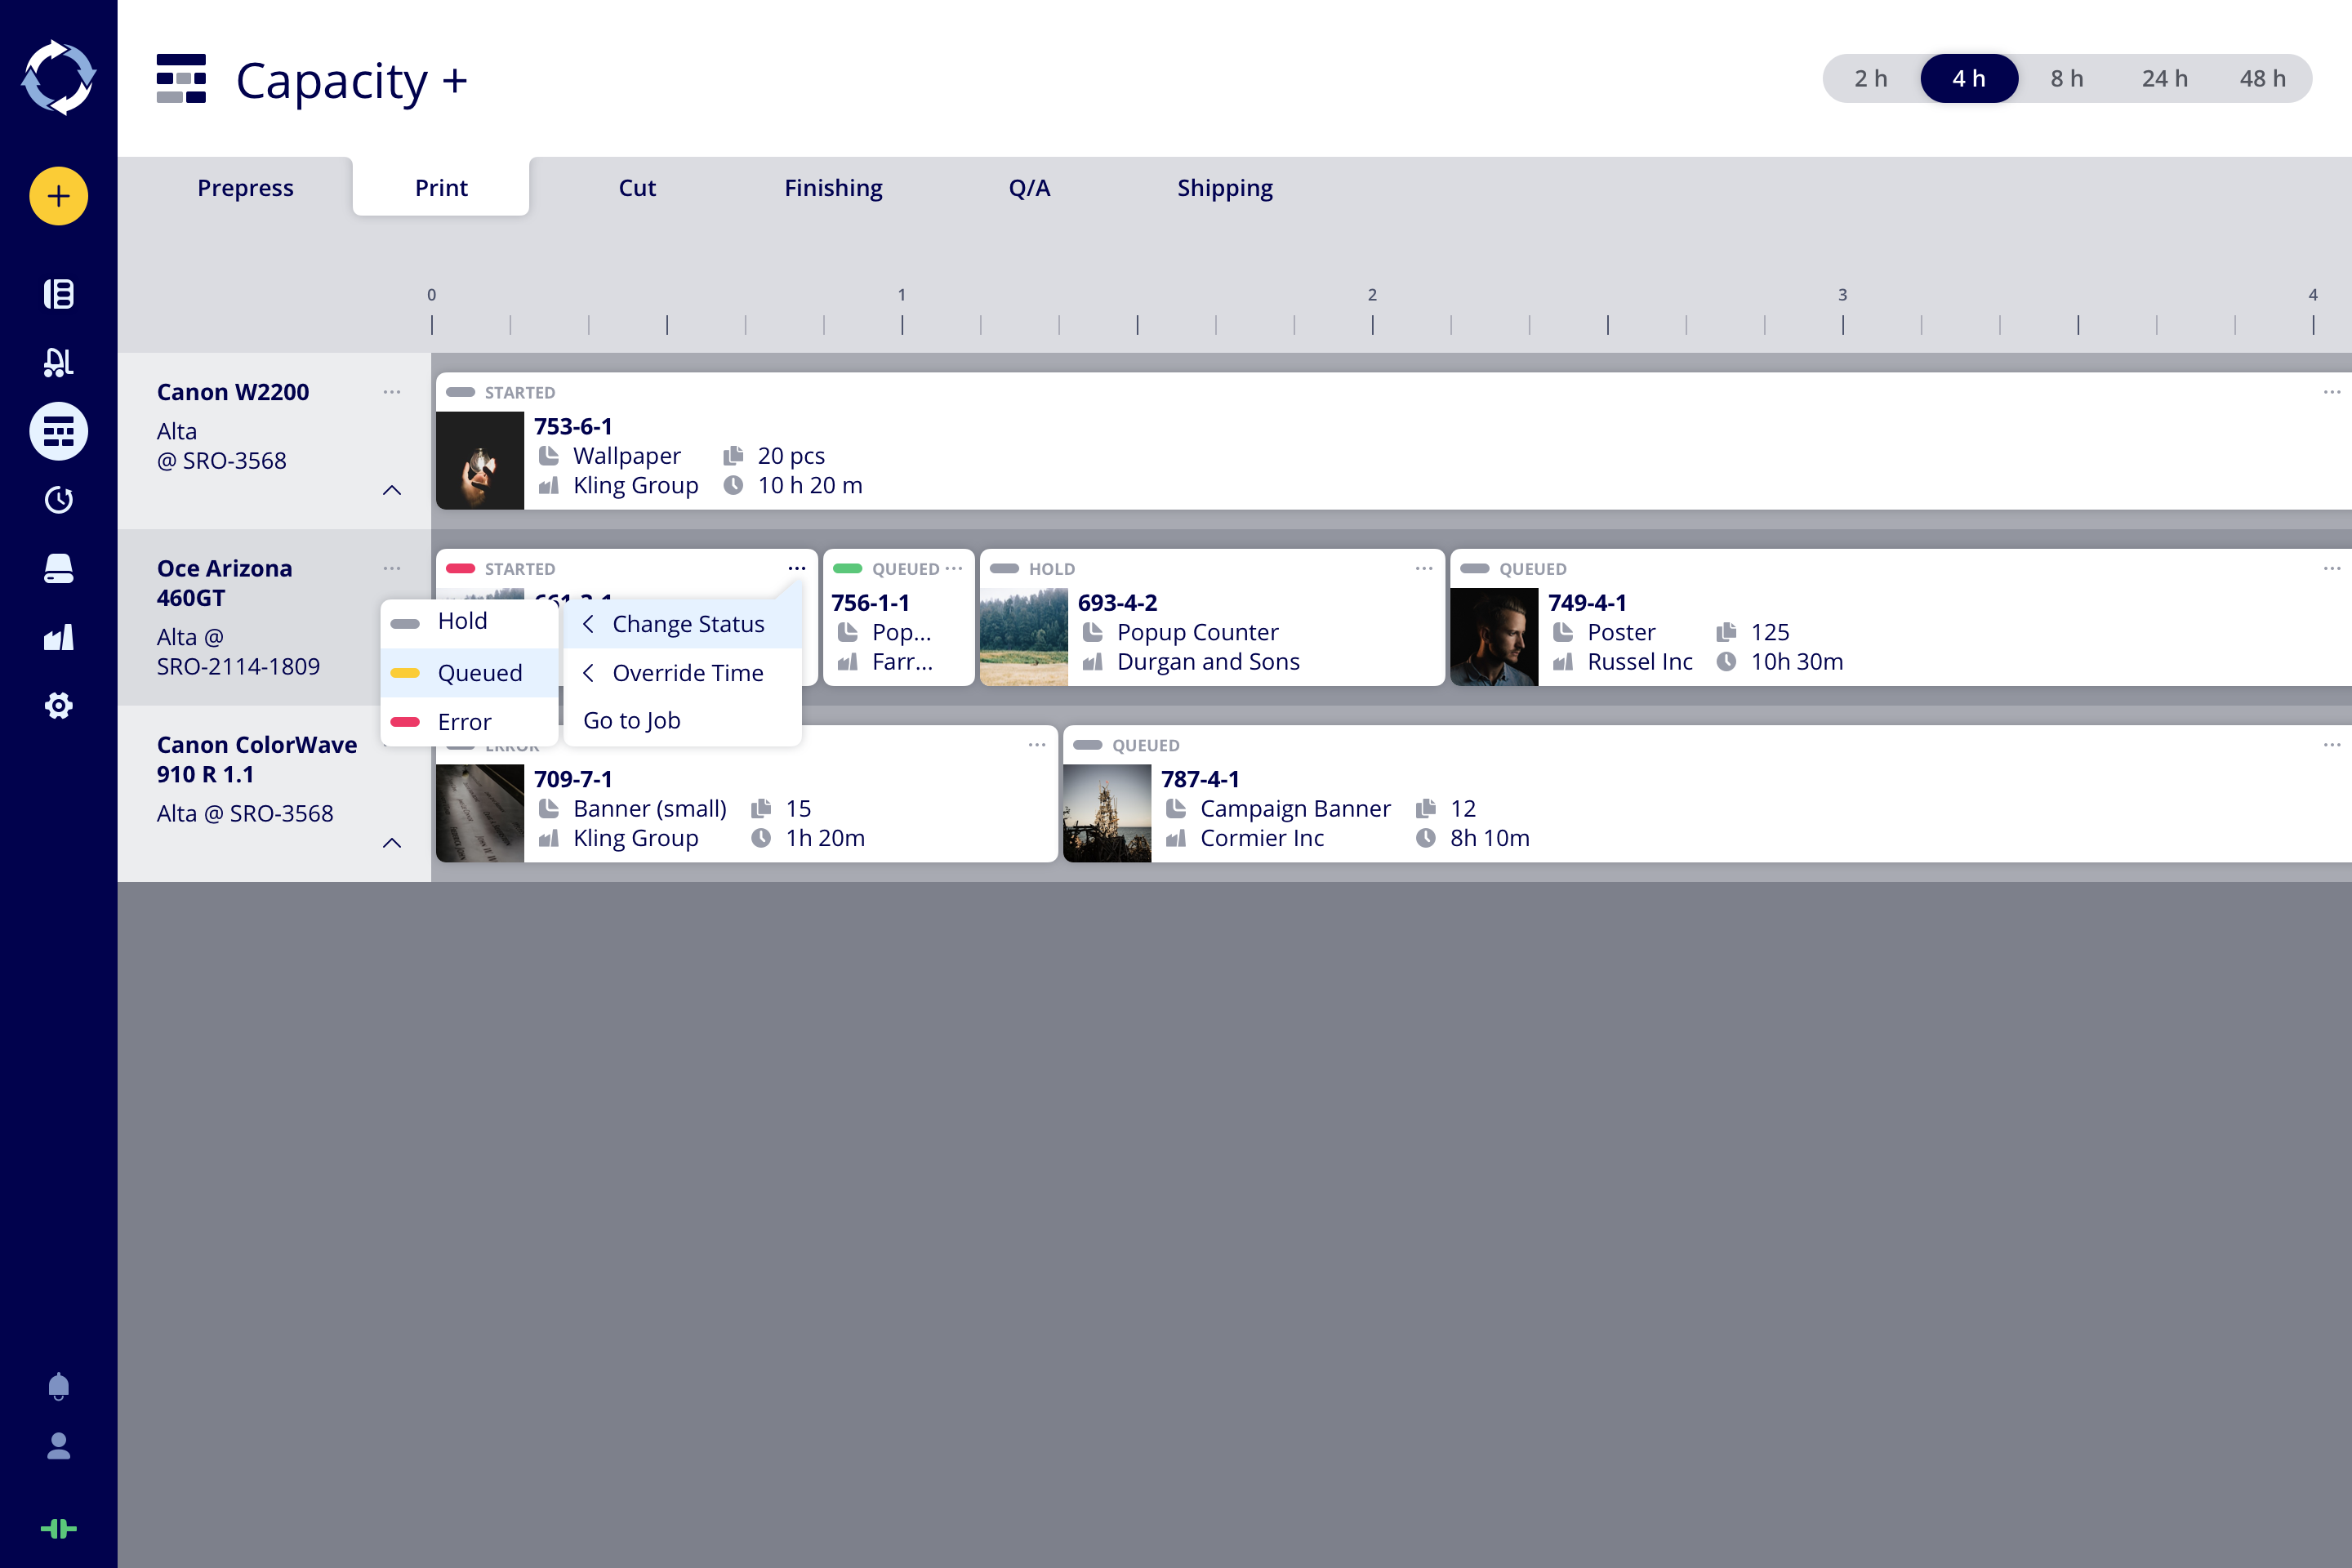 Capacity +
2 h
4 h
8 h
24 h
48 h
Prepress
Print
Cut
Finishing
Q/A
Shipping
0
1
2
3
4
Canon W2200
Alta
@ SRO-3568
STARTED
753-6-1
Wallpaper
20 pcs
Kling Group
10 h 20 m
Oce Arizona
460GT
Alta @
SRO-2114-1809
STARTED
Hold
Queued
Error
Change Status
Override Time
Go to Job
QUEUED
756-1-1
Pop...
Farr...
HOLD
693-4-2
Popup Counter
Durgan and Sons
QUEUED
749-4-1
Poster
125
Russel Inc
10h 30m
Canon ColorWave
910 R 1.1
Alta @ SRO-3568
ERROR
709-7-1
Banner (small)
15
Kling Group
1h 20m
QUEUED
787-4-1
Campaign Banner
12
Cormier Inc
8h 10m